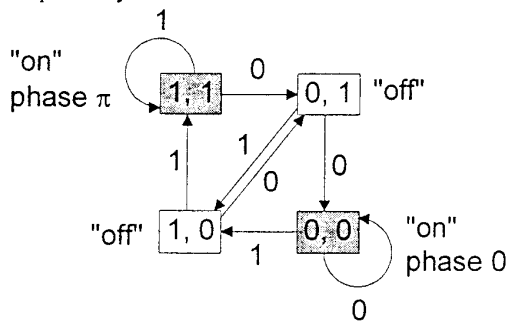 1
"on"
phase π
1, 1
0
0, 1
"off"
1
1
0
0
"off"
1, 0
1
0, 0
"on"
phase 0
0